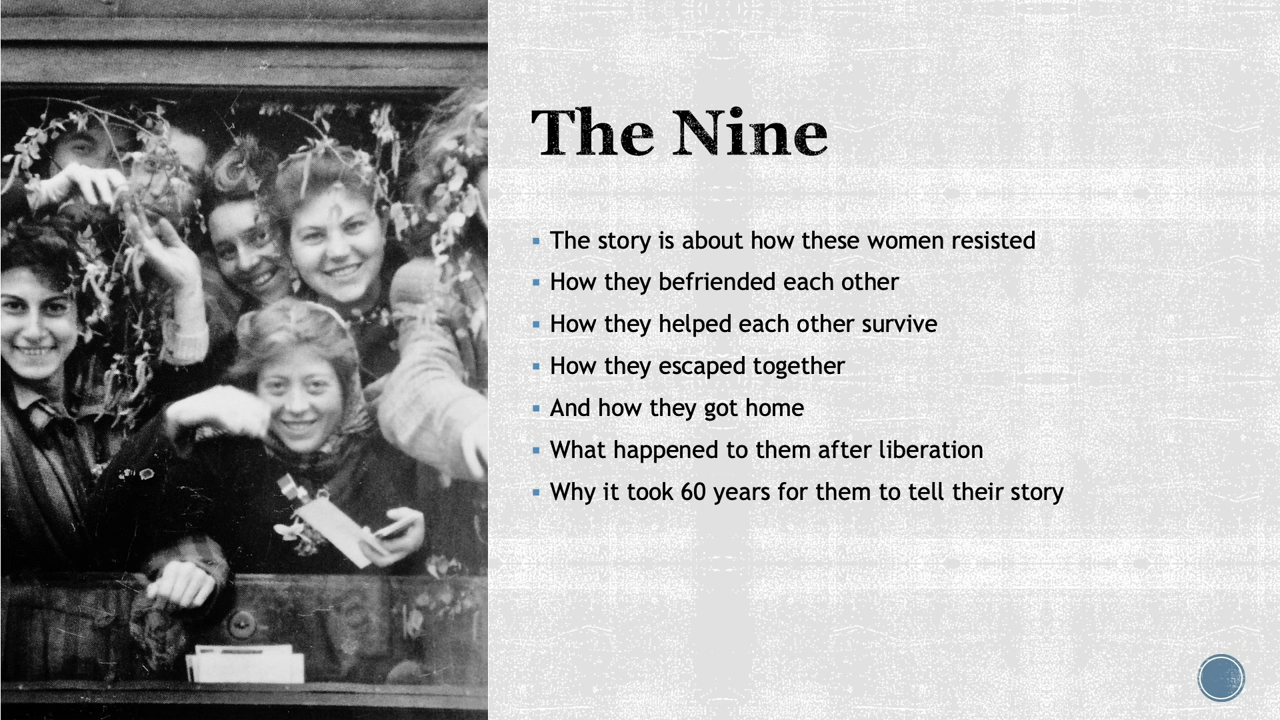 The Nine
The story is about how these women resisted
How they befriended each other
How they helped each other survive
How they escaped together
And how they got home
What happened to them after liberation
Why it took 60 years for them to tell their story